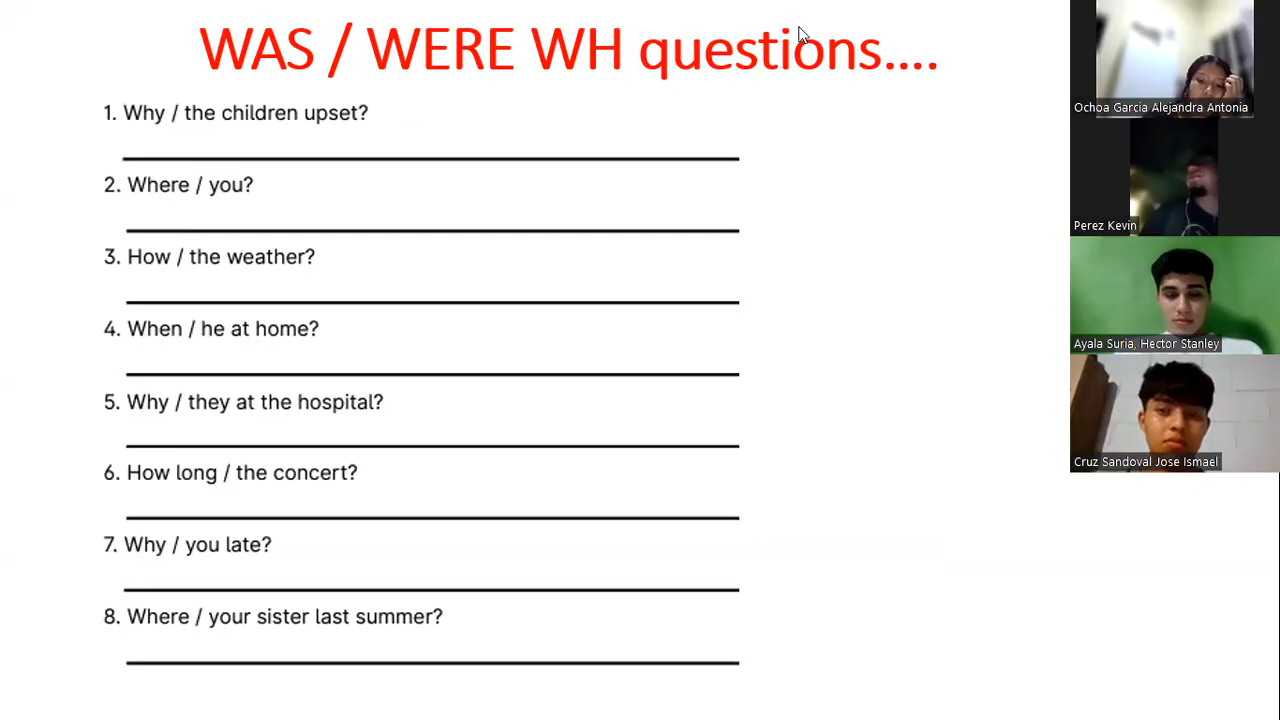 WAS / WERE WH questions....
1. Why / the children upset?
2. Where / you?
3. How / the weather?
4. When / he at home?
5. Why / they at the hospital?
6. How long / the concert?
7. Why / you late?
8. Where / your sister last summer?
Ochoa Garcia Alejandra Antonia
Perez Kevin
Ayala Suria, Hector Stanley
Cruz Sandoval Jose Ismael